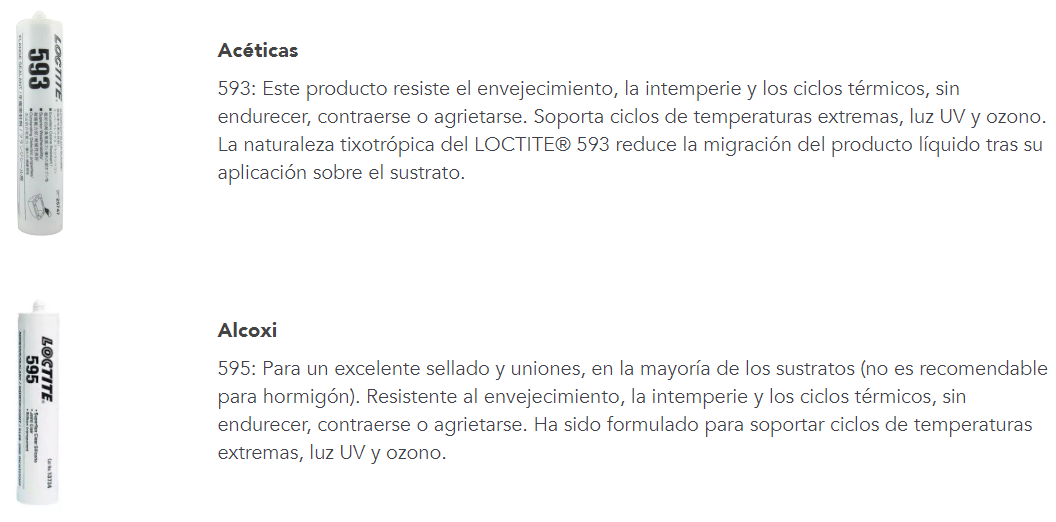 LOCTITE
593
Acéticas
593: Este producto resiste el envejecimiento, la intemperie y los ciclos térmicos, sin
endurecer, contraerse o agrietarse. Soporta ciclos de temperaturas extremas, luz UV y ozono.
La naturaleza tixotrópica del LOCTITE® 593 reduce la migración del producto líquido tras su
aplicación sobre el sustrato.
LOCTITE.
595
Alcoxi
595: Para un excelente sellado y uniones, en la mayoría de los sustratos (no es recomendable
para hormigón). Resistente al envejecimiento, la intemperie y los ciclos térmicos, sin
endurecer, contraerse o agrietarse. Ha sido formulado para soportar ciclos de temperaturas
extremas, luz UV y ozono.